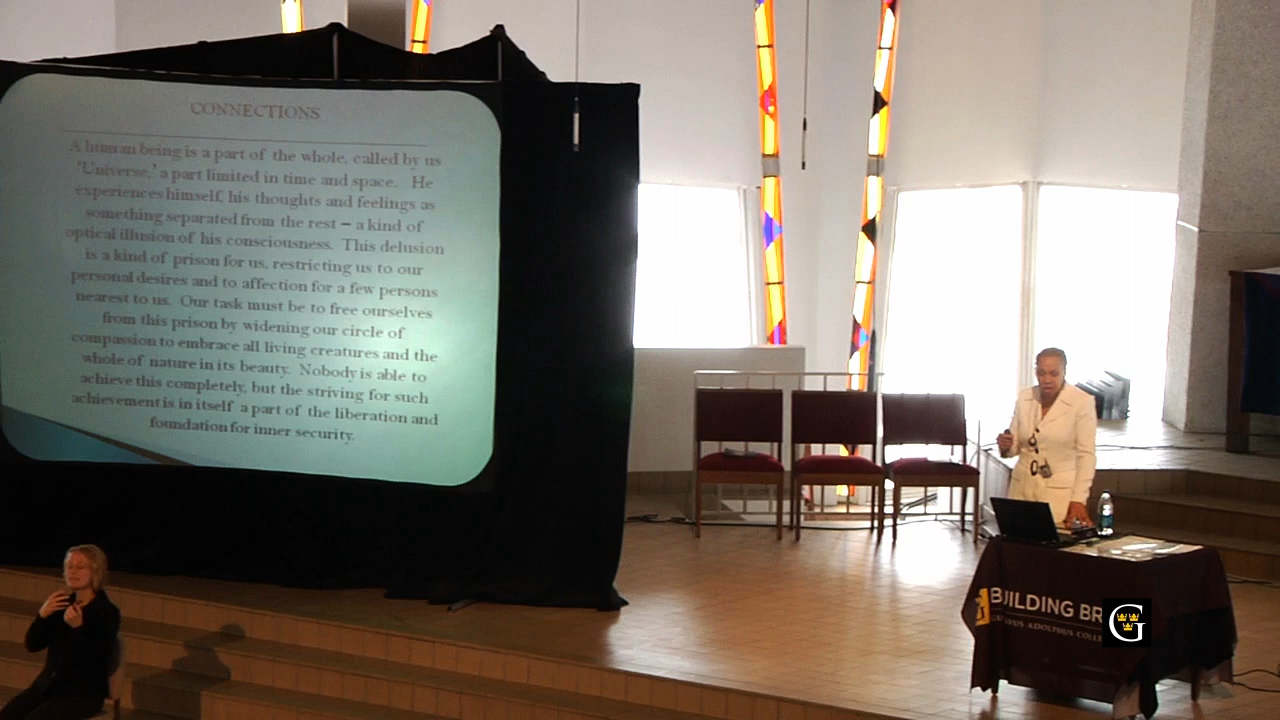 CONNECTIONS
A human being is a part of the whole, called by us
'Universe,' a part limited in time and space. He
experiences himself, his thoughts and feelings as
something separated from the rest – a kind of
optical illusion of his consciousness. This delusion
is a kind of prison for us, restricting us to our
personal desires and to affection for a few persons
nearest to us. Our task must be to free ourselves
from this prison by widening our circle of
compassion to embrace all living creatures and the
whole of nature in its beauty. Nobody is able to
achieve this completely, but the striving for such
achievement is in itself a part of the liberation and
foundation for inner security.
BUILDING BR
ADOLPHUS COLL
G